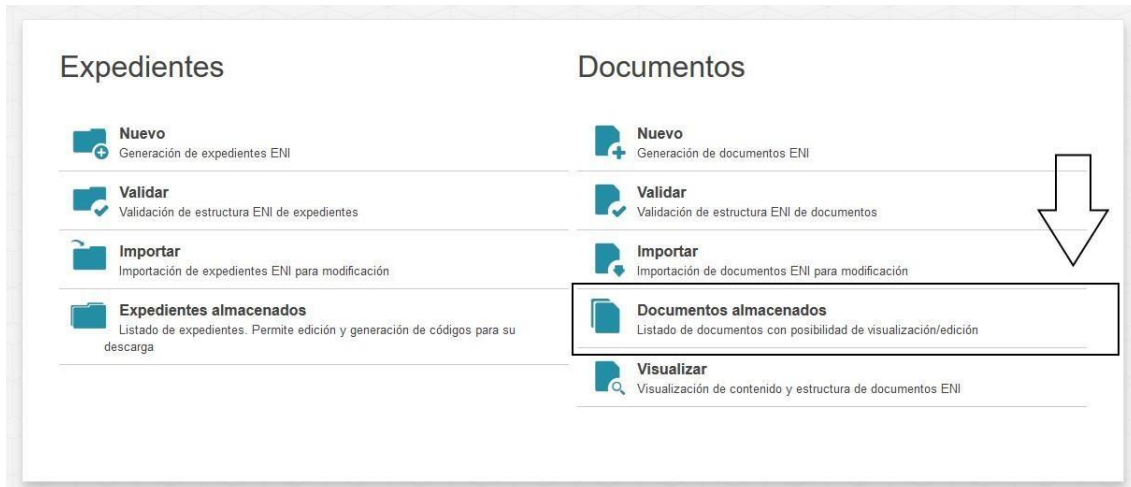 Expedientes
Nuevo
Generación de expedientes ENI
Validar
Validación de estructura ENI de expedientes
Importar
Importación de expedientes ENI para modificación
Expedientes almacenados
Listado de expedientes. Permite edición y generación de códigos para su
descarga
Documentos
Nuevo
Generación de documentos ENI
Validar
Validación de estructura ENI de documentos
Importar
Importación de documentos ENI para modificación
Documentos almacenados
Listado de documentos con posibilidad de visualización/edición
Visualizar
Visualización de contenido y estructura de documentos ENI